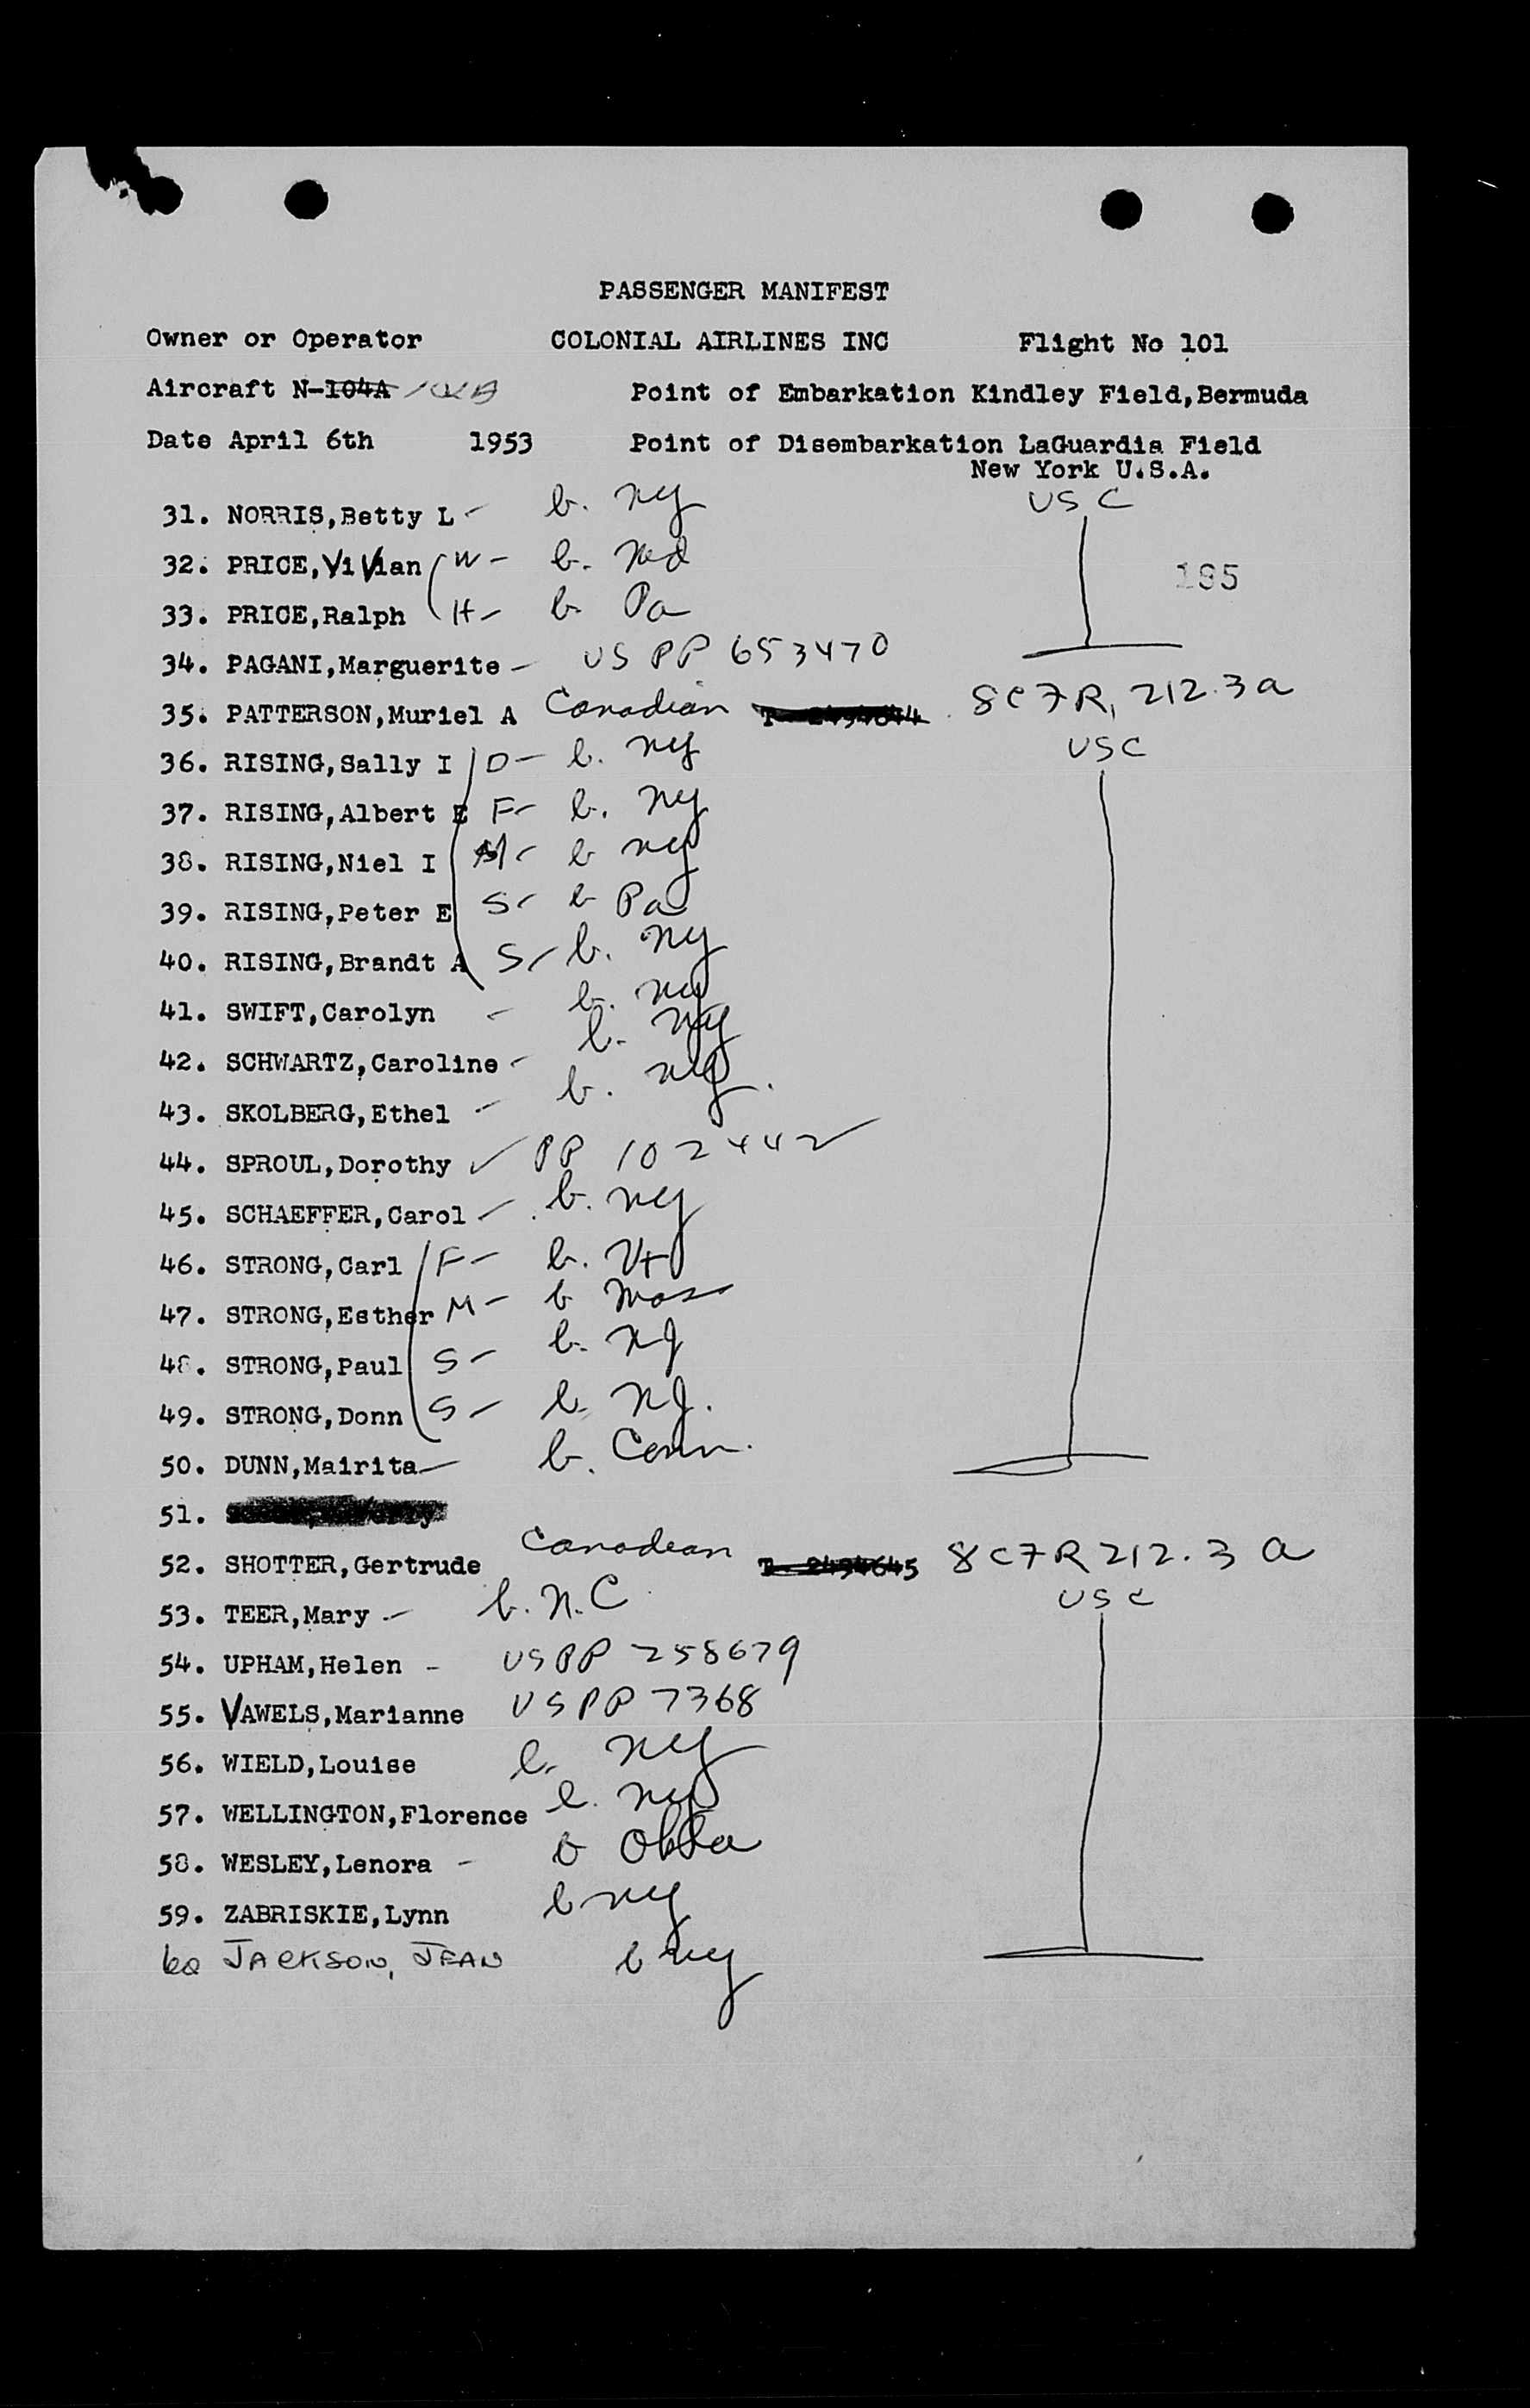 PASSENGER MANIFEST
Owner or Operator COLONIAL AIRLINES INC Flight No 101
Aircraft N-104A Point of Embarkation Kindley Field,Bermuda
Date April 6th 1953 Point of Disembarkation LaGuardia Field
New York U.S.A.
31. NORRIS,Betty L - b. ny USC
32. PRICE,ViVian W - b. 195
33. PRICE,Ralph H - b. Pa
34. PAGANI,Marguerite - US PP 653470
35. PATTERSON,Muriel A Canadian 8CFR, 212.3a
36. RISING,Sally I D - b. ny USC
37. RISING,Albert E F - b. ny
38. RISING,Niel I M - b ny
39. RISING,Peter E S - b Pa
40. RISING,Brandt A S - b. ny
41. SWIFT,Carolyn - b. ny
42. SCHWARTZ,Caroline - b. ny
43. SKOLBERG,Ethel - b. ny.
44. SPROUL,Dorothy ✓ PP 102442
45. SCHAEFFER,Carol - b. ny
46. STRONG,Carl F - b. Vt
47. STRONG,Esther M - b Mass
48. STRONG,Paul S - b. NJ
49. STRONG,Donn S - b. NJ.
50. DUNN,Mairita - b. Conn.
51.
52. SHOTTER,Gertrude Canadian T- 2494645 8CFR 212.3 a
53. TEER,Mary - b. N.C USC
54. UPHAM,Helen - US PP 258679
55. VAWELS,Marianne US PP 7368
56. WIELD,Louise b. ny
57. WELLINGTON,Florence b. ny
58. WESLEY,Lenora - b Okla
59. ZABRISKIE,Lynn b ny
60 JACKSON, JEAN b ny